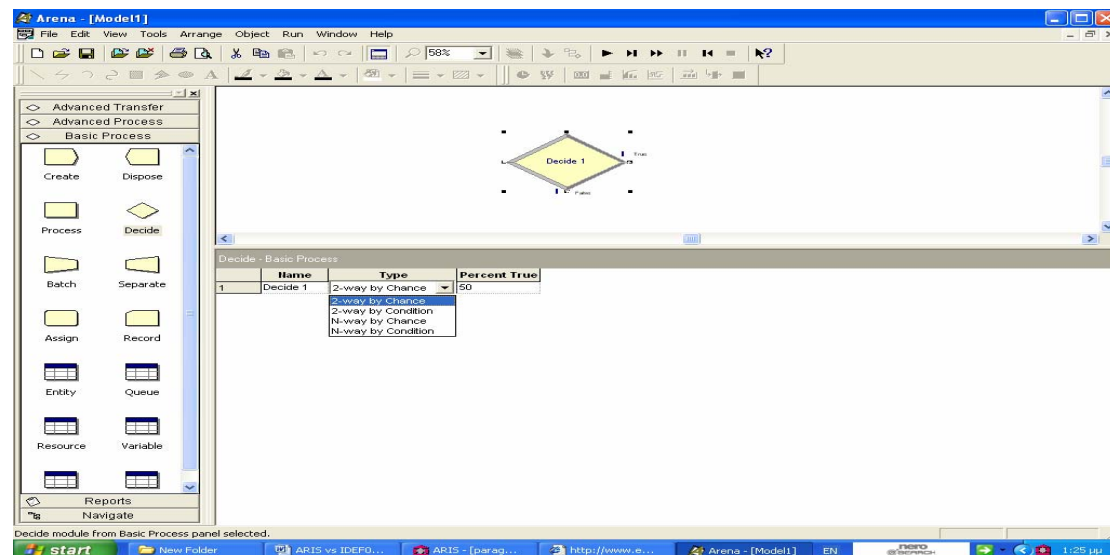 Arena - [Model1]
File Edit View Tools Arrange Object Run Window Help
58%
Advanced Transfer
Advanced Process
Basic Process
Create Dispose
Process Decide
Batch Separate
Assign Record
Entity Queue
Resource Variable
Reports
Navigate
Decide 1
True
False
Decide - Basic Process
Name Type Percent True
1 Decide 1 2-way by Chance 50
2-way by Chance
2-way by Condition
N-way by Chance
N-way by Condition
Decide module from Basic Process panel selected.
start New Folder ARIS vs IDEF0... ARIS - [parag... http://www.e... Arena - [Model1] EN nero SEARCH 1:25 μμ